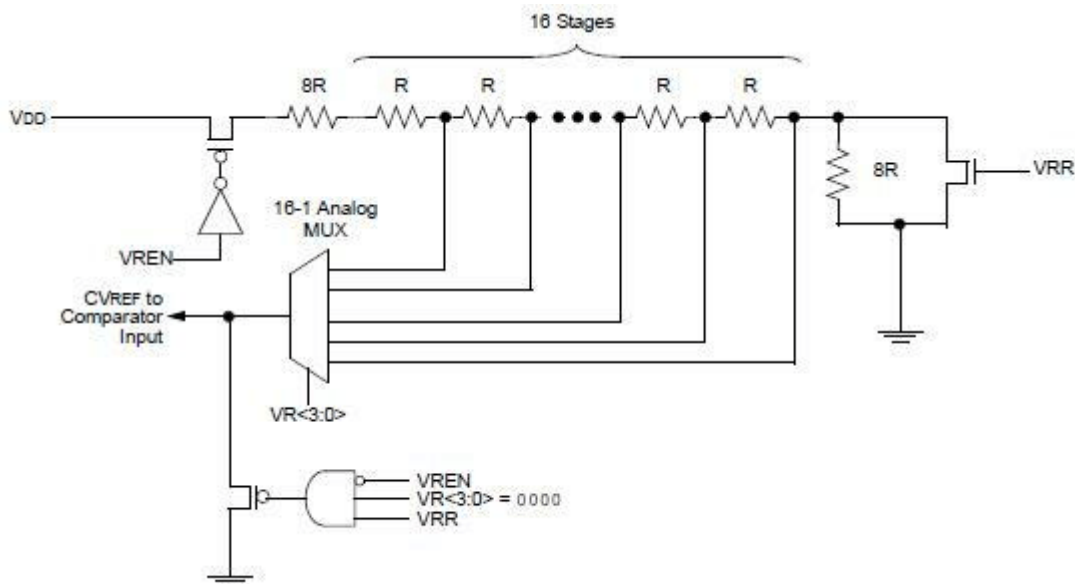 16 Stages
8R R R R R
VDD
8R
VRR
16-1 Analog
MUX
VREN
CVREF to
Comparator
Input
VR<3:0>
VREN
VR<3:0> = 0000
VRR